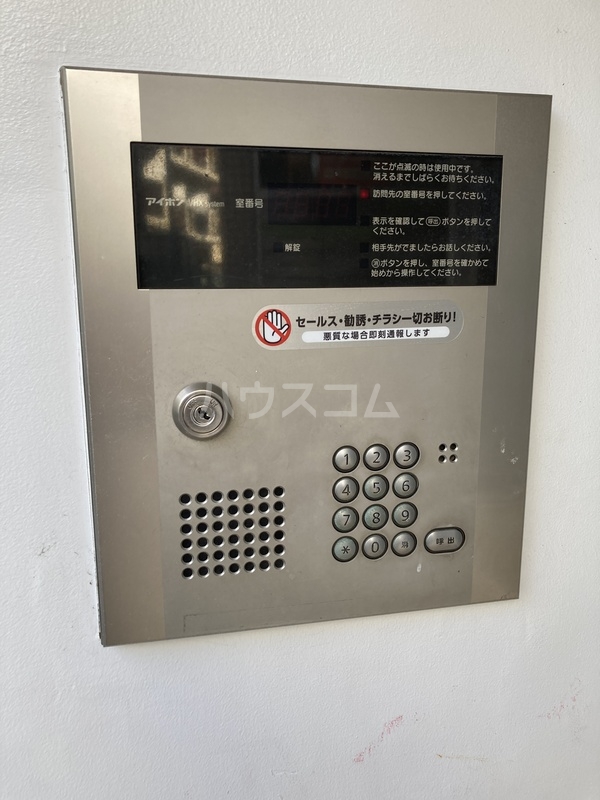 ここが点滅の時は使用中です。
消えるまでしばらくお待ちください。
アイホン VHX system 室番号
訪問先の室番号を押してください。
表示を確認して呼出ボタンを押して
ください。
解錠
相手先がでましたらお話しください。
消ボタンを押し、室番号を確かめて
始めから操作してください。
セールス・勧誘・チラシ一切お断り!
悪質な場合即刻通報します
ハウスコム
1 2 3
4 5 6
7 8 9
* 0 消 呼出